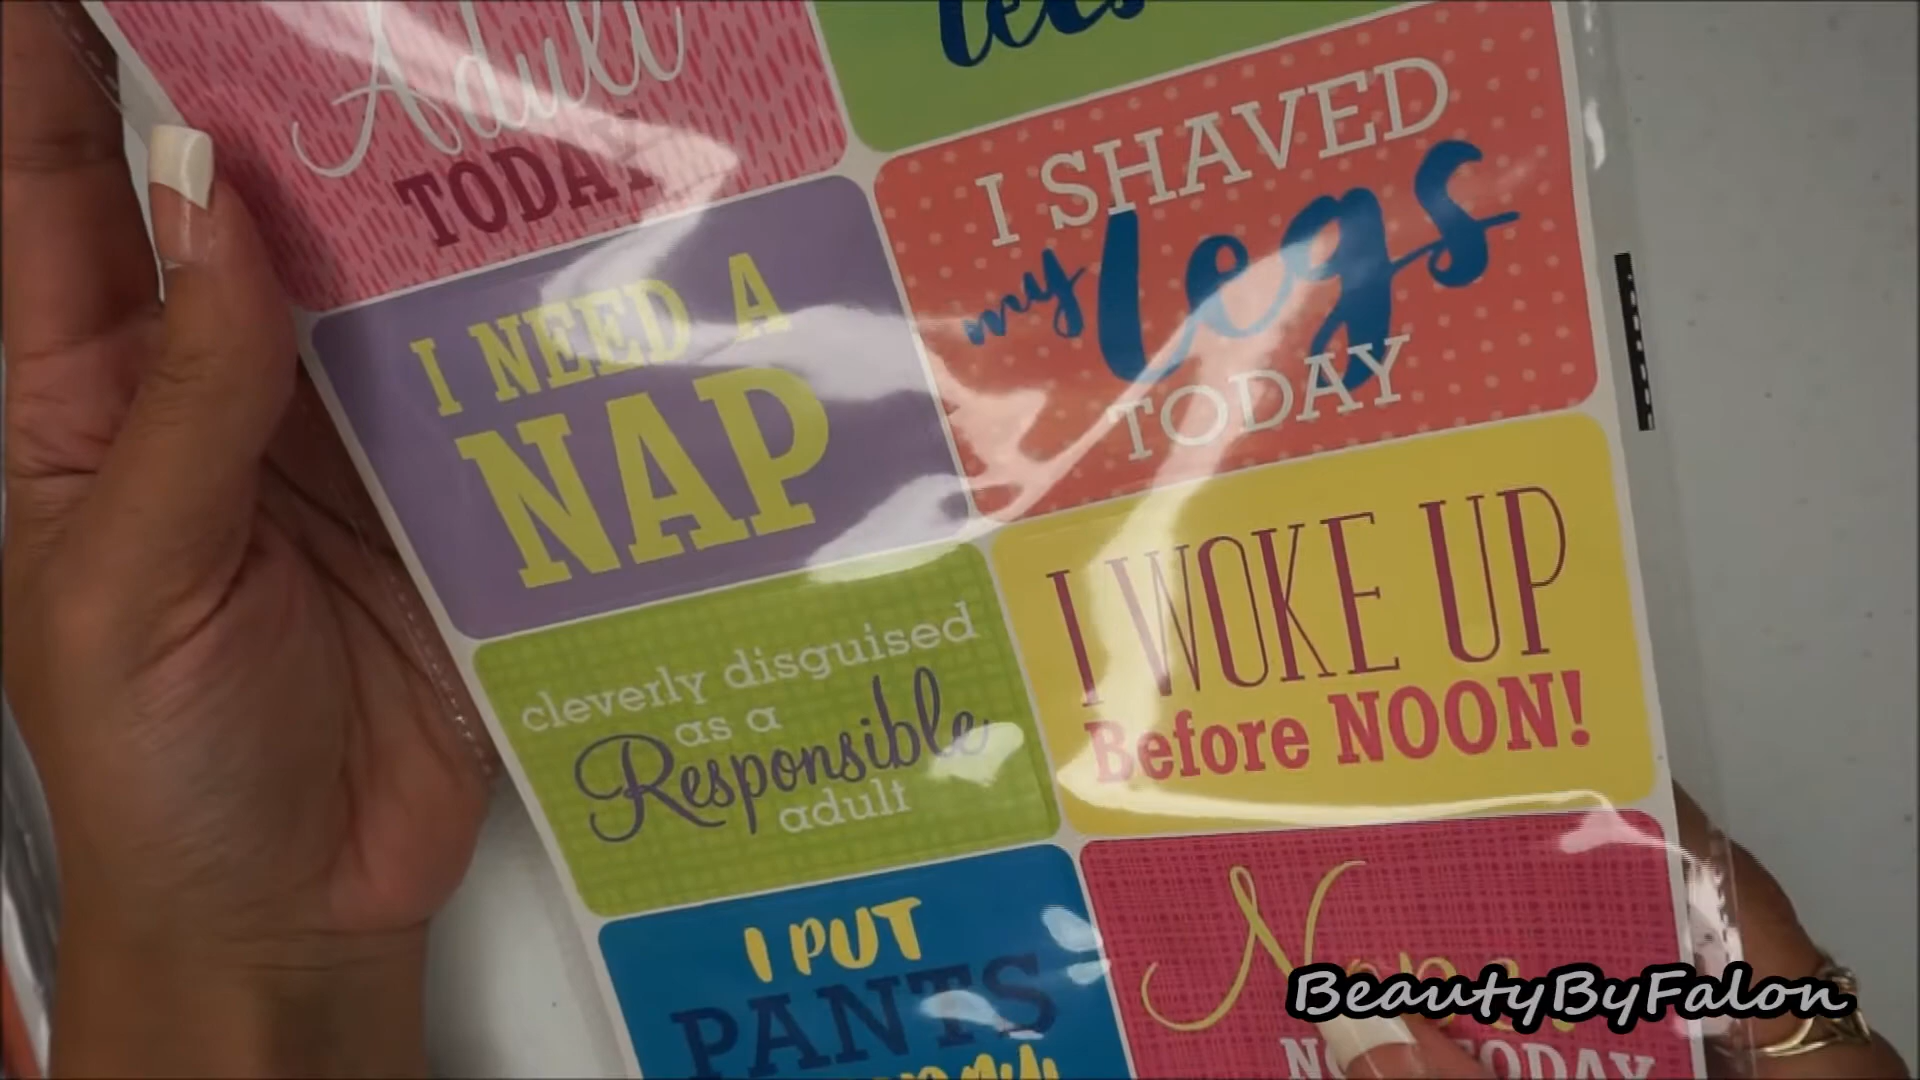 Adult
TODAY
I SHAVED
my legs
TODAY
I NEED A
NAP
I WOKE UP
Before NOON!
cleverly disguised
as a
Responsible
adult
I PUT
PANTS
TODAY
BeautyByFalon